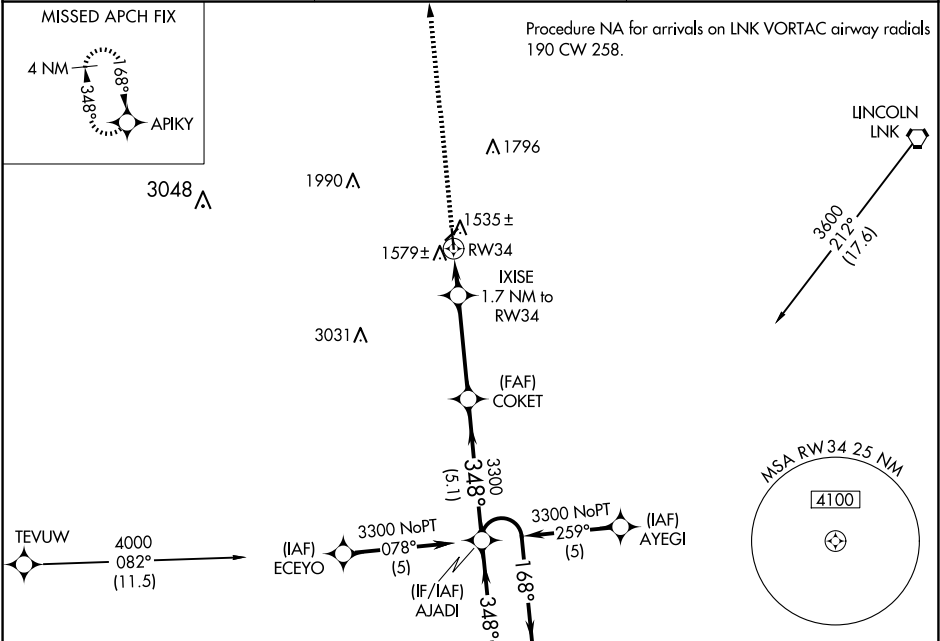 MISSED APCH FIX
4 NM
348°
168°
APIKY
Procedure NA for arrivals on LNK VORTAC airway radials
190 CW 258.
LINCOLN
LNK
3600
212°
(17.6)
1796
1990
3048
1535 ±
1579 ±
RW34
IXISE
1.7 NM to
RW34
3031
(FAF)
COKET
3300
348°
(5.1)
MSA RW34 25 NM
4100
TEVUW
4000
082°
(11.5)
(IAF)
ECEYO
3300 NoPT
078°
(5)
3300 NoPT
259°
(5)
(IAF)
AYEGI
(IF/IAF)
AJADI
348°
168°